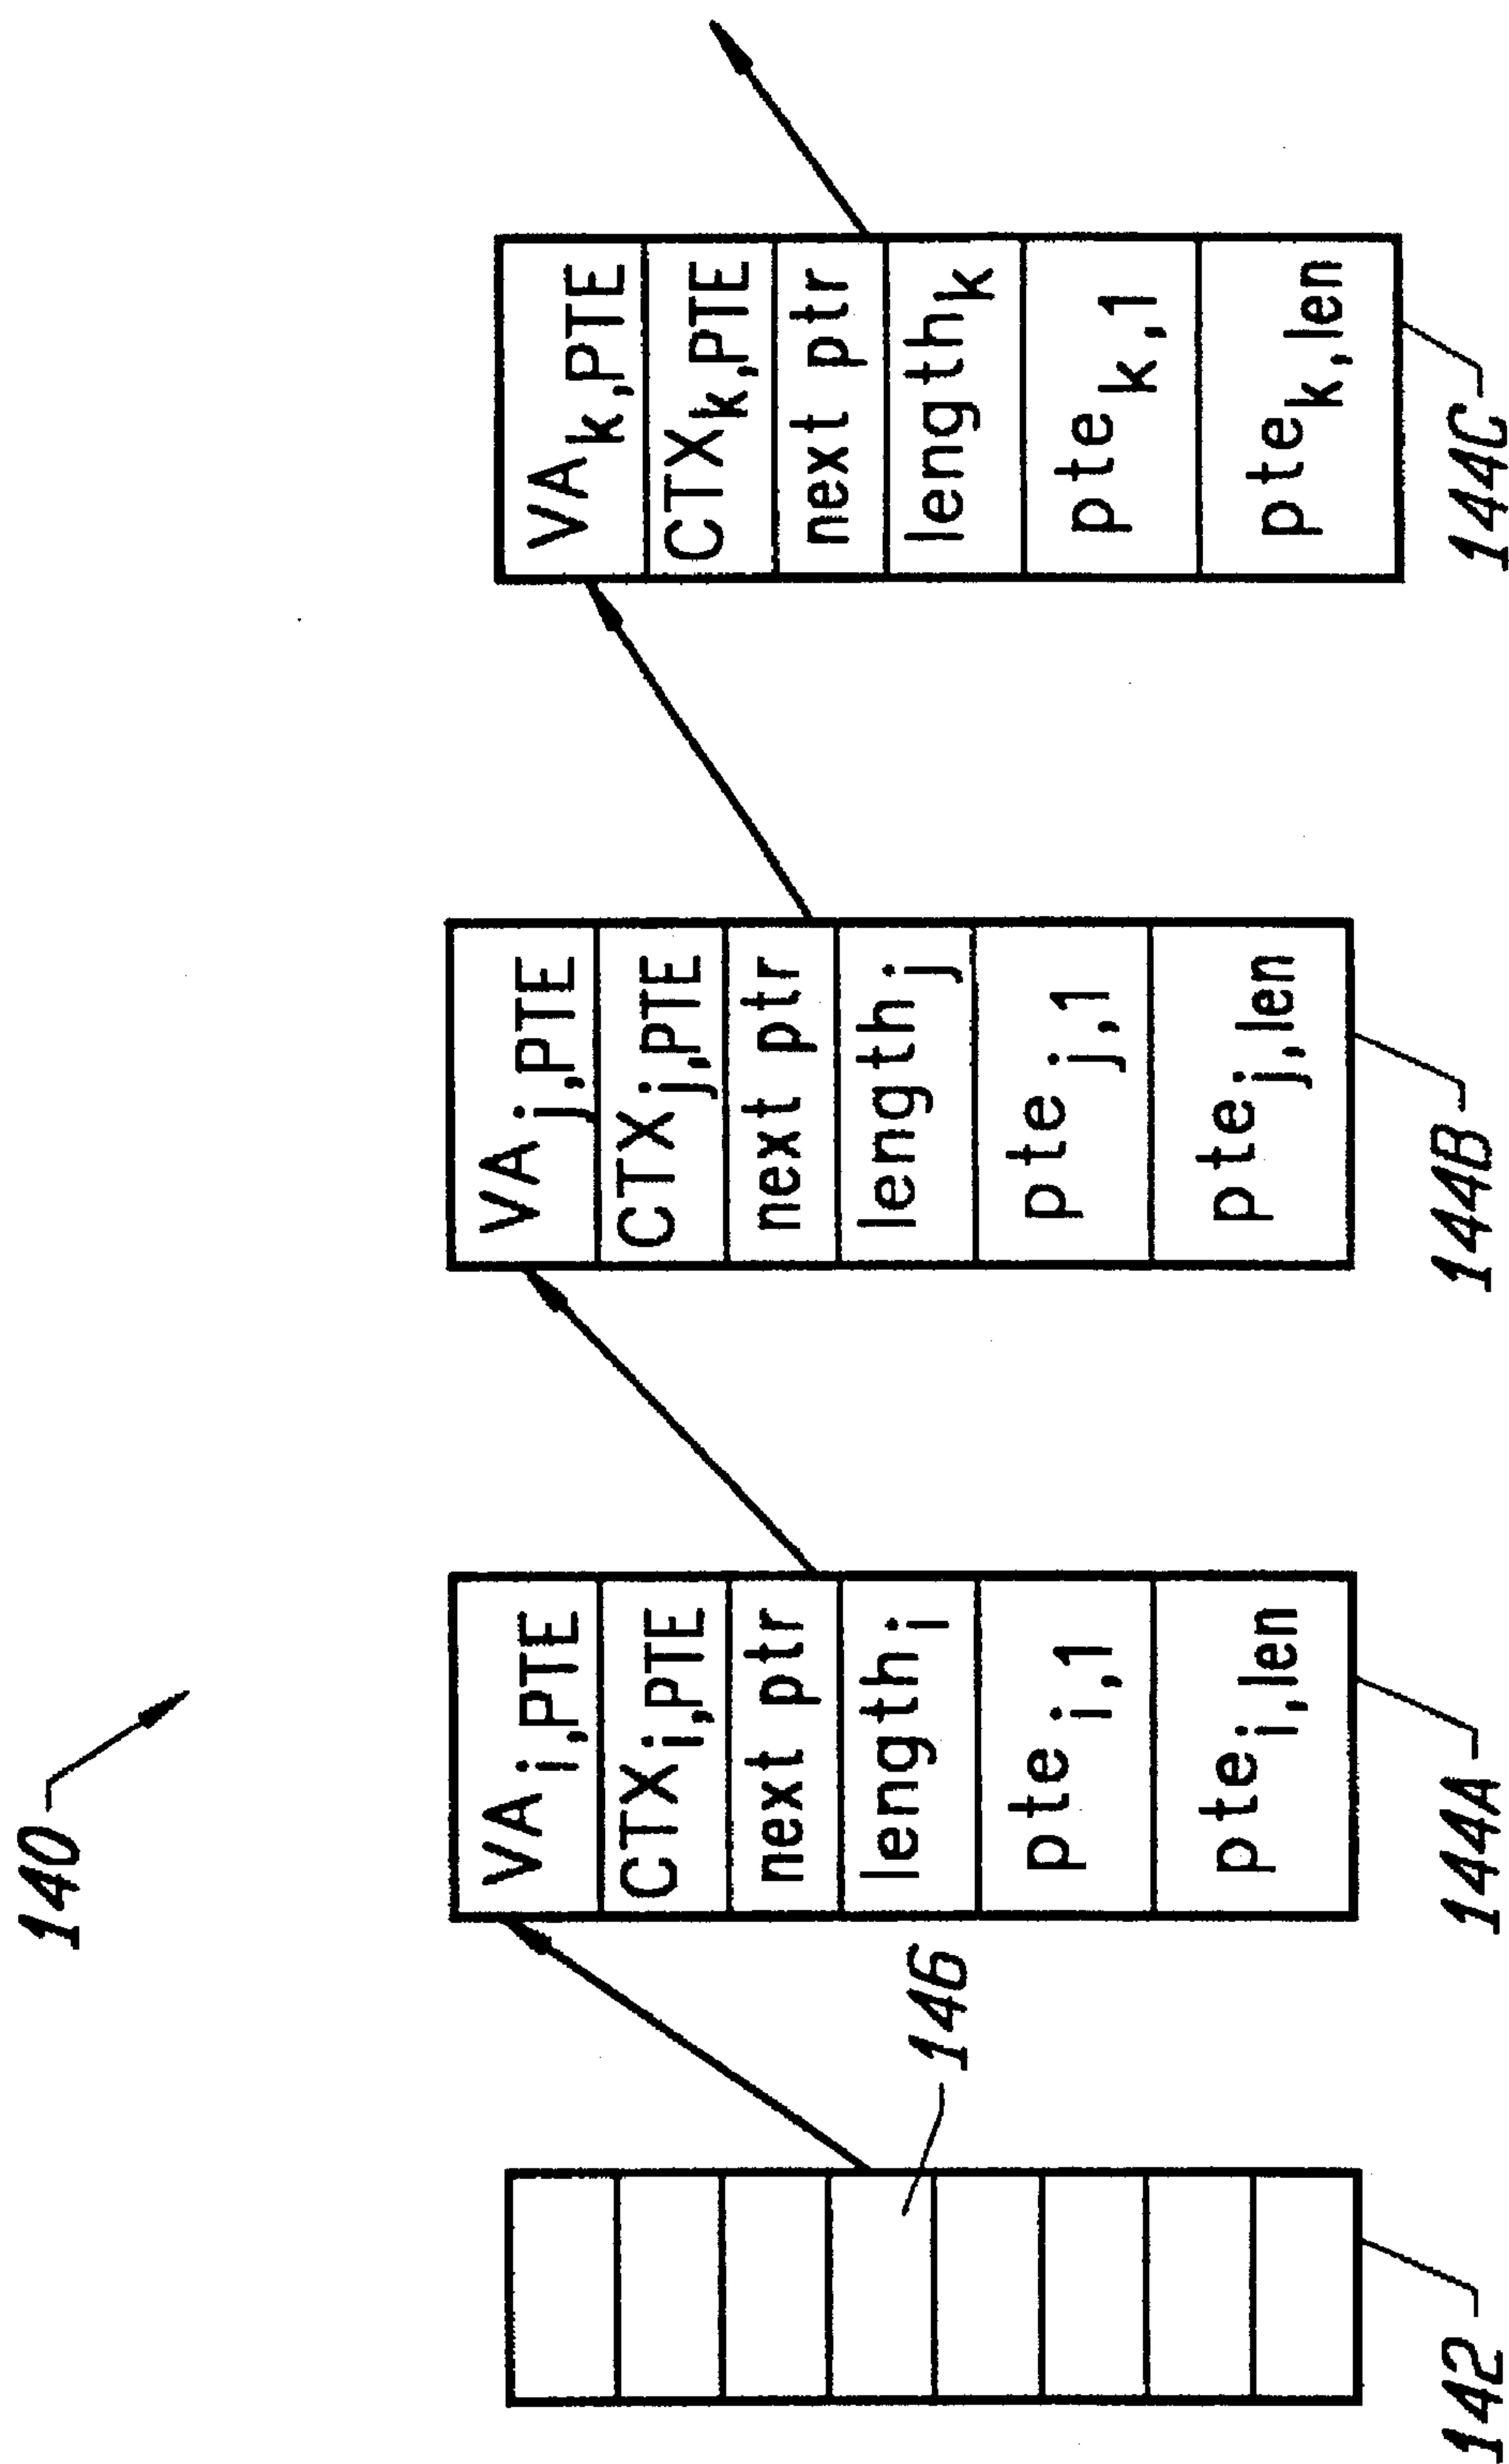 140
146
142
VA i,PTE
CTX i,PTE
next ptr
length i
pte i,1
pte i,len
144A
VA j,PTE
CTX j,PTE
next ptr
length j
pte j,1
pte j,len
144B
VA k,PTE
CTX k,PTE
next ptr
length k
pte k,1
pte k,len
144C